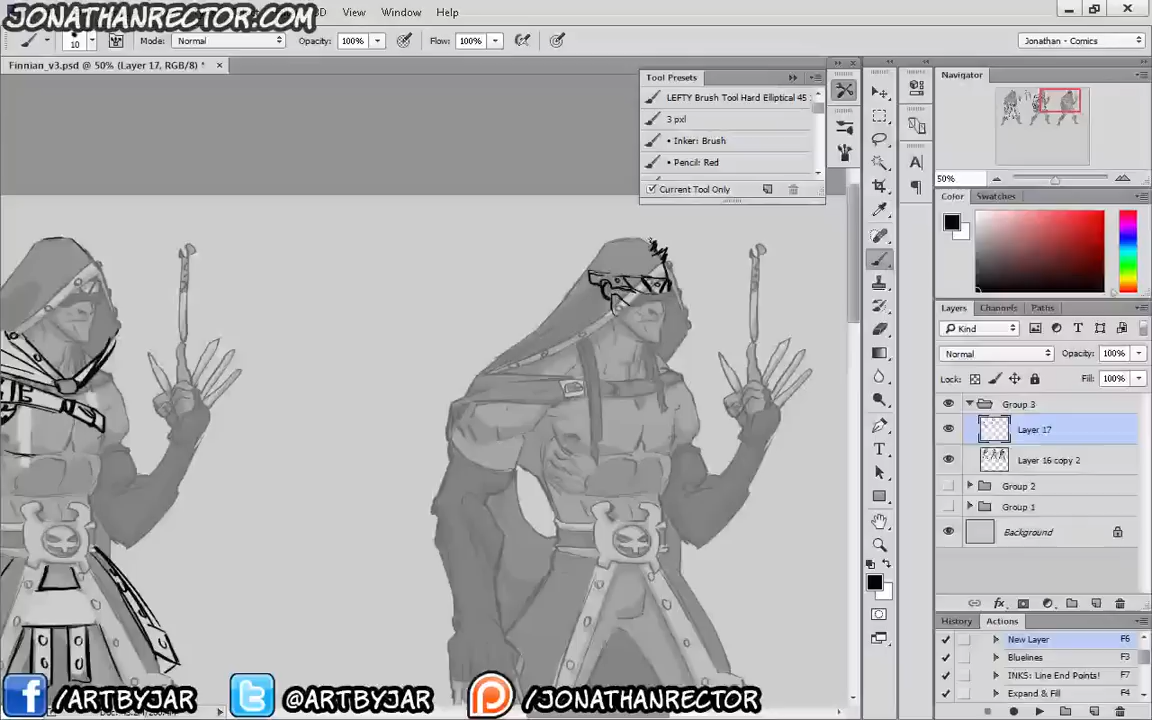 JONATHANRECTOR.COM
View
Window
Help
10
Mode:
Normal
Opacity:
100%
Flow:
100%
Jonathan - Comics
Finnian_v3.psd @ 50% (Layer 17, RGB/8) *
Tool Presets
LEFTY Brush Tool Hard Elliptical 45
3 pxl
• Inker: Brush
• Pencil: Red
Current Tool Only
Navigator
50%
Color
Swatches
Layers
Channels
Paths
Kind
Normal
Opacity:
100%
Lock:
Fill:
100%
Group 3
Layer 17
Layer 16 copy 2
Group 2
Group 1
Background
fx
History
Actions
New Layer
F6
Bluelines
F3
INKS: Line End Points!
F7
Expand & Fill
F4
/ARTBYJAR
@ARTBYJAR
/JONATHANRECTOR